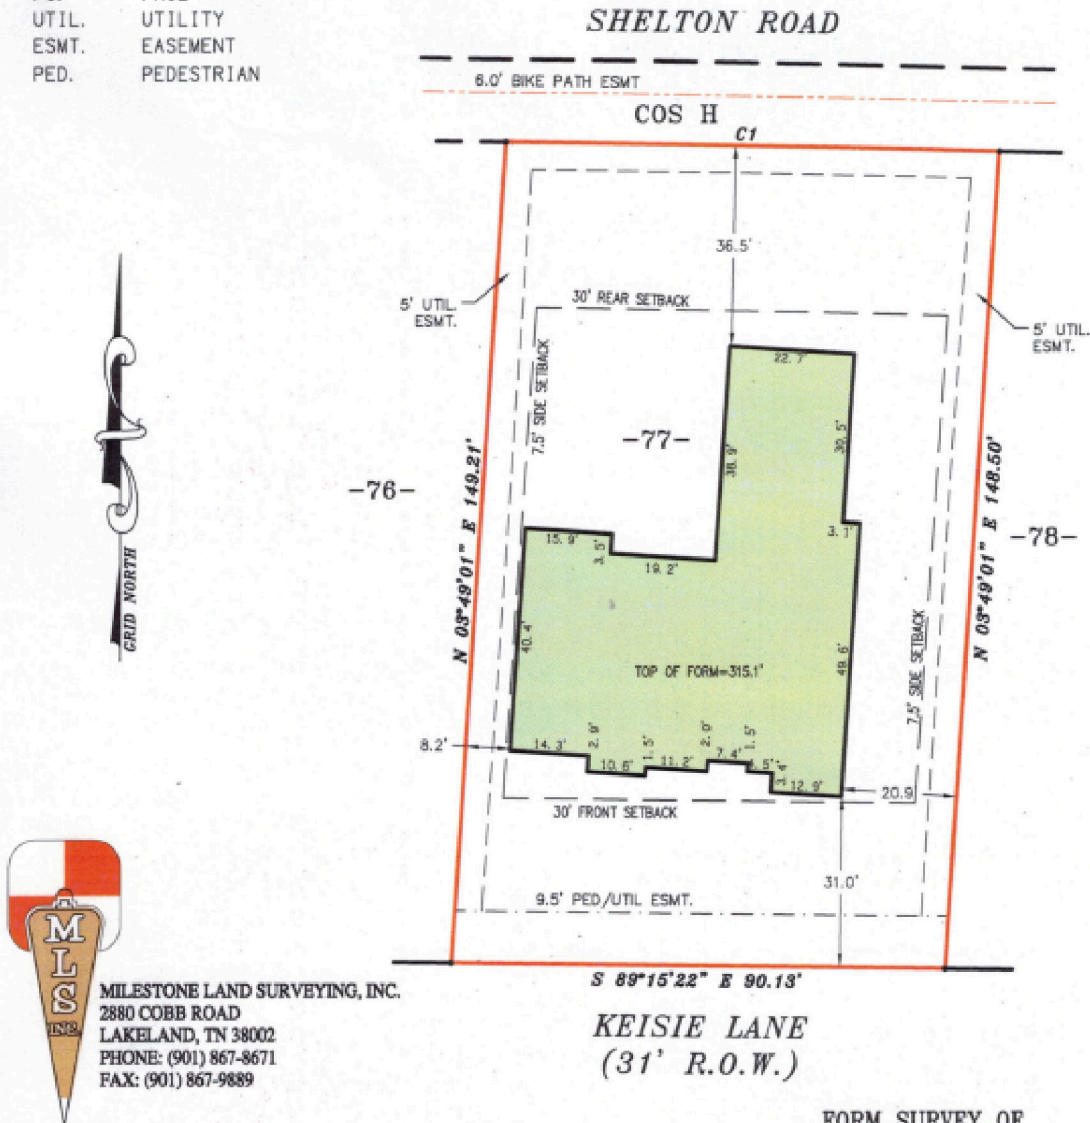 UTIL. UTILITY
ESMT. EASEMENT
PED. PEDESTRIAN
SHELTON ROAD
6.0' BIKE PATH ESMT
COS H
C1
36.5'
5' UTIL.
ESMT.
30' REAR SETBACK
5' UTIL.
ESMT.
22.7'
7.5' SIDE SETBACK
-77-
38.9'
30.5'
N 03°49'01" E 149.21'
N 03°49'01" E 148.50'
-76-
-78-
15.9'
3.5'
19.2'
3.1'
GRID NORTH
40.4'
TOP OF FORM=315.1'
49.6'
7.5' SIDE SETBACK
8.2'
14.3'
2.9'
10.6'
1.5'
11.2'
2.0'
7.4'
1.5'
3.4'
12.9'
20.9
30' FRONT SETBACK
31.0'
9.5' PED/UTIL ESMT.
S 89°15'22" E 90.13'
KEISIE LANE
(31' R.O.W.)
MLS
INC.
MILESTONE LAND SURVEYING, INC.
2880 COBB ROAD
LAKELAND, TN 38002
PHONE: (901) 867-8671
FAX: (901) 867-9889
FORM SURVEY OF